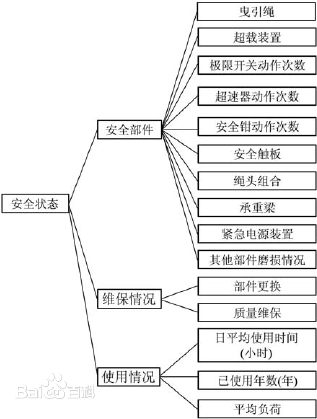 曳引绳
超载装置
极限开关动作次数
超速器动作次数
安全钳动作次数
安全触板
绳头组合
承重梁
紧急电源装置
其他部件磨损情况
安全部件
安全状态
维保情况
部件更换
质量维保
使用情况
日平均使用时间
(小时)
已使用年数(年)
平均负荷
Baidu百科